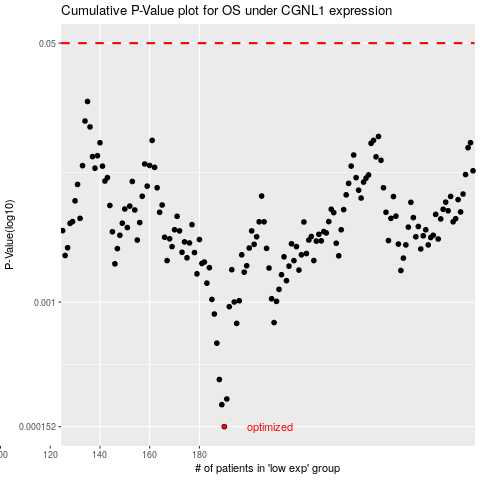 Cumulative P-Value plot for OS under CGNL1 expression
0.05
P-Value(log10)
0.001
0.000152
optimized
00 120 140 160 180
# of patients in 'low exp' group